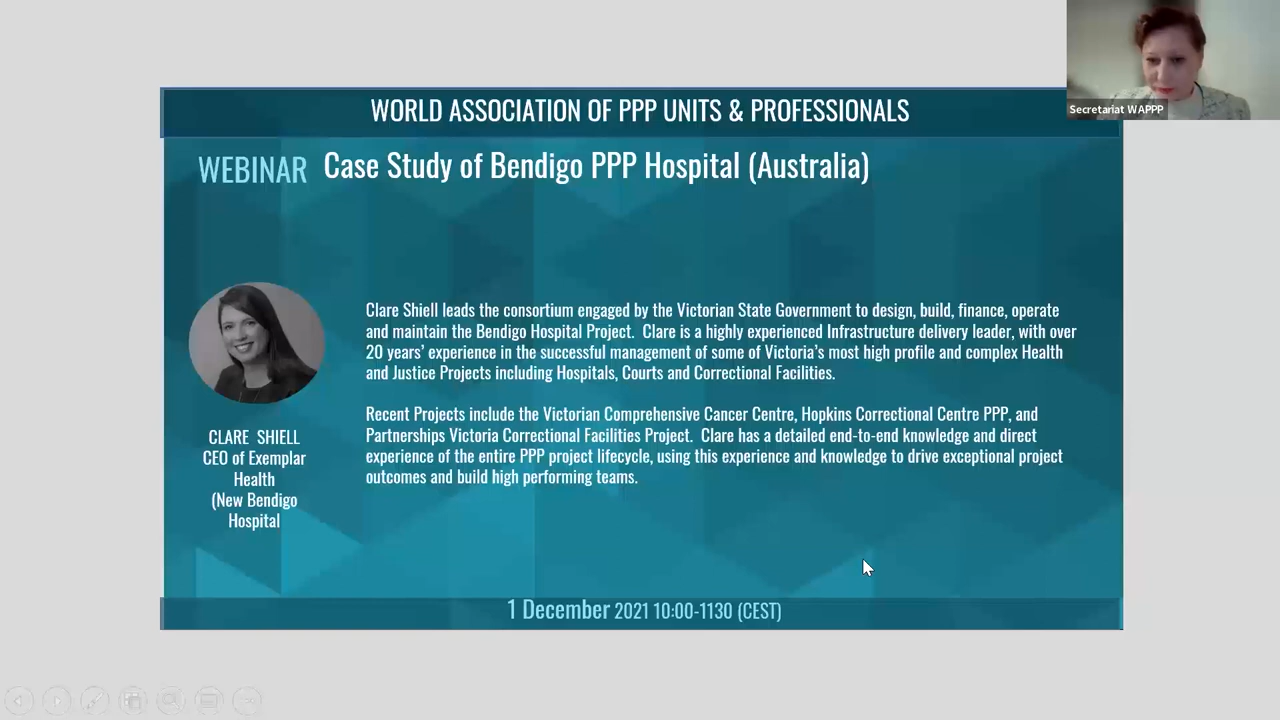 Secretariat WAPPP
WORLD ASSOCIATION OF PPP UNITS & PROFESSIONALS
WEBINAR Case Study of Bendigo PPP Hospital (Australia)
Clare Shiell leads the consortium engaged by the Victorian State Government to design, build, finance, operate
and maintain the Bendigo Hospital Project. Clare is a highly experienced Infrastructure delivery leader, with over
20 years’ experience in the successful management of some of Victoria’s most high profile and complex Health
and Justice Projects including Hospitals, Courts and Correctional Facilities.
Recent Projects include the Victorian Comprehensive Cancer Centre, Hopkins Correctional Centre PPP, and
Partnerships Victoria Correctional Facilities Project. Clare has a detailed end-to-end knowledge and direct
experience of the entire PPP project lifecycle, using this experience and knowledge to drive exceptional project
outcomes and build high performing teams.
CLARE SHIELL
CEO of Exemplar
Health
(New Bendigo
Hospital
1 December 2021 10:00-1130 (CEST)